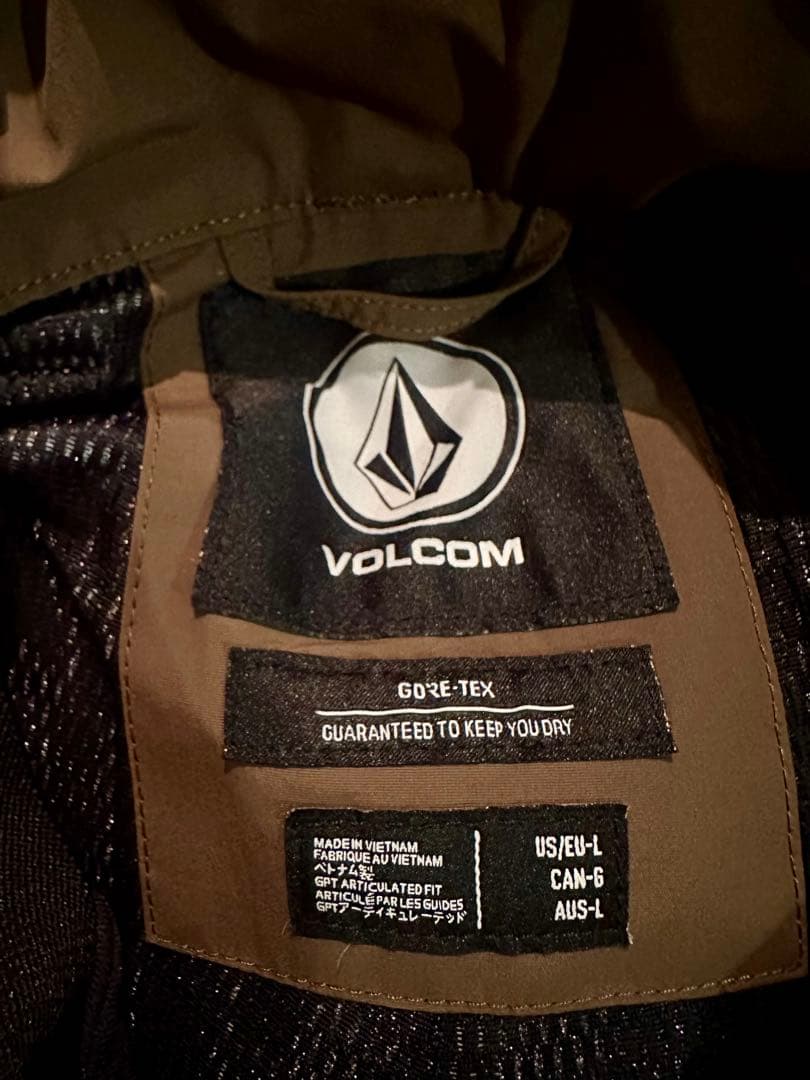 VOLCOM
GORE-TEX
GUARANTEED TO KEEP YOU DRY
MADE IN VIETNAM
FABRIQUE AU VIETNAM
ベトナム製
GPT ARTICULATED FIT
ARTICULÉ PAR LES GUIDES
GPTアーティキュレーテッド
US/EU-L
CAN-G
AUS-L